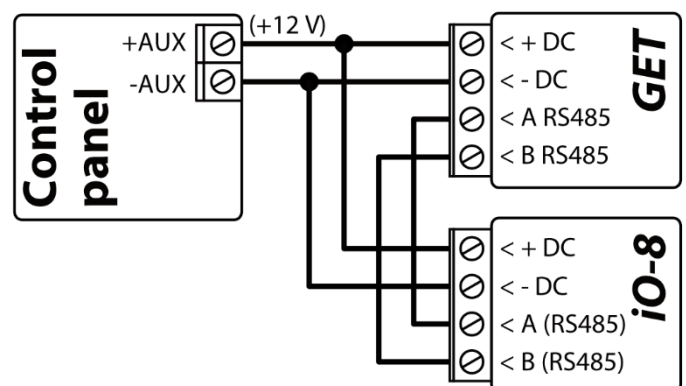 Control
panel
+AUX
-AUX
(+12 V)
< + DC
< - DC
< A RS485
< B RS485
GET
< + DC
< - DC
< A (RS485)
< B (RS485)
iO-8